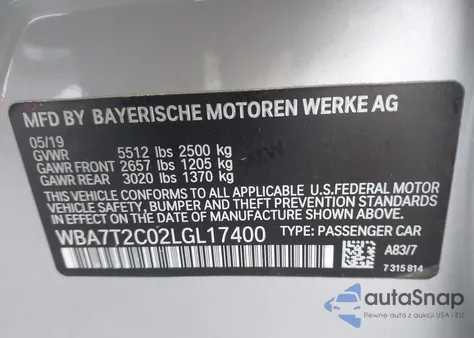 MFD BY BAYERISCHE MOTOREN WERKE AG
05/19
GVWR 5512 lbs 2500 kg
GAWR FRONT 2657 lbs 1205 kg
GAWR REAR 3020 lbs 1370 kg
THIS VEHICLE CONFORMS TO ALL APPLICABLE U.S. FEDERAL MOTOR
VEHICLE SAFETY, BUMPER AND THEFT PREVENTION STANDARDS
IN EFFECT ON THE DATE OF MANUFACTURE SHOWN ABOVE.
WBA7T2C02LGL17400 TYPE: PASSENGER CAR
A83/7
7 315 814
autoSnap
Pewne auta z aukcji USA - EU